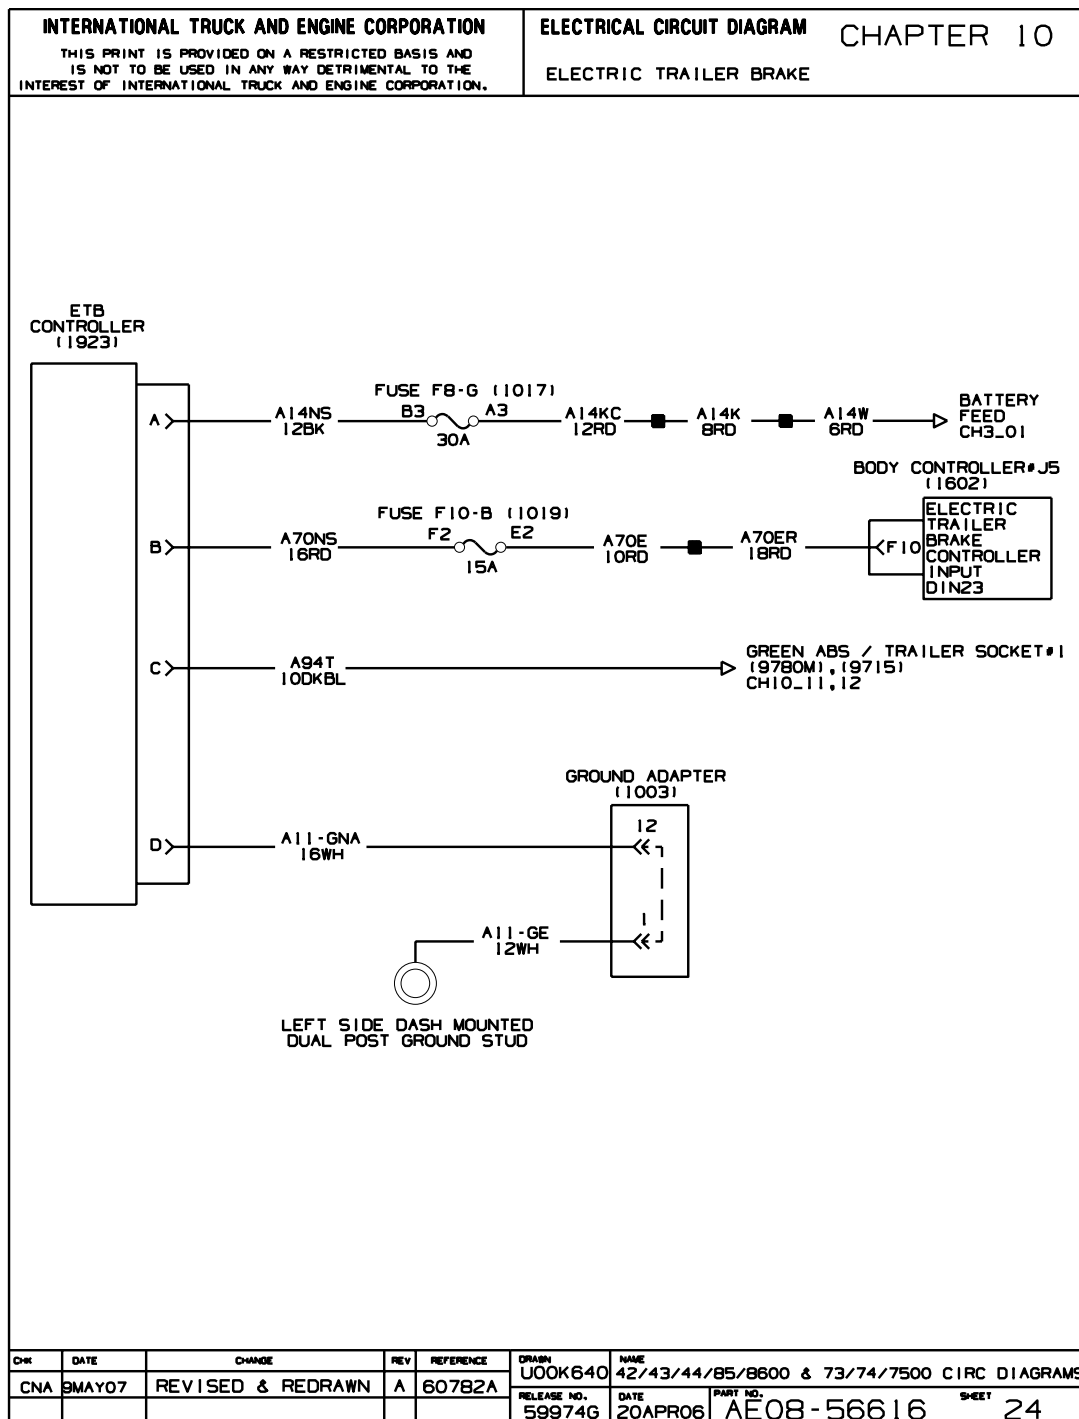 INTERNATIONAL TRUCK AND ENGINE CORPORATION
THIS PRINT IS PROVIDED ON A RESTRICTED BASIS AND
IS NOT TO BE USED IN ANY WAY DETRIMENTAL TO THE
INTEREST OF INTERNATIONAL TRUCK AND ENGINE CORPORATION.
ELECTRICAL CIRCUIT DIAGRAM
CHAPTER 10
ELECTRIC TRAILER BRAKE
ETB
CONTROLLER
(1923)
A
A14NS
12BK
FUSE F8-G (1017)
B3
A3
30A
A14KC
12RD
A14K
8RD
A14W
6RD
BATTERY
FEED
CH3_01
BODY CONTROLLER#J5
(1602)
B
A70NS
16RD
FUSE F10-B (1019)
F2
E2
15A
A70E
10RD
A70ER
18RD
F10
ELECTRIC
TRAILER
BRAKE
CONTROLLER
INPUT
DIN23
C
A94T
10DKBL
GREEN ABS / TRAILER SOCKET#1
(9780M),(9715)
CH10_11,12
GROUND ADAPTER
(1003)
12
D
A11-GNA
16WH
1
A11-GE
12WH
LEFT SIDE DASH MOUNTED
DUAL POST GROUND STUD
CHK DATE CHANGE REV REFERENCE
CNA 9MAY07 REVISED & REDRAWN A 60782A
DRAWN
U00K640
NAME
42/43/44/85/8600 & 73/74/7500 CIRC DIAGRAMS
RELEASE NO.
59974G
DATE
20APR06
PART NO.
AE08-56616
SHEET
24